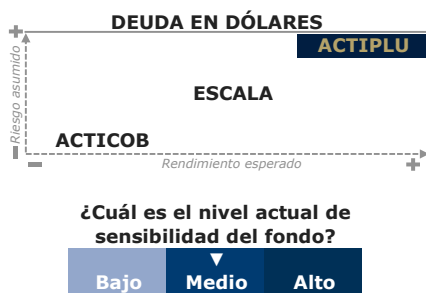 DEUDA EN DÓLARES
ACTIPLU
ESCALA
ACTICOB
Riesgo asumido
Rendimiento esperado
¿Cuál es el nivel actual de
sensibilidad del fondo?
Bajo Medio Alto